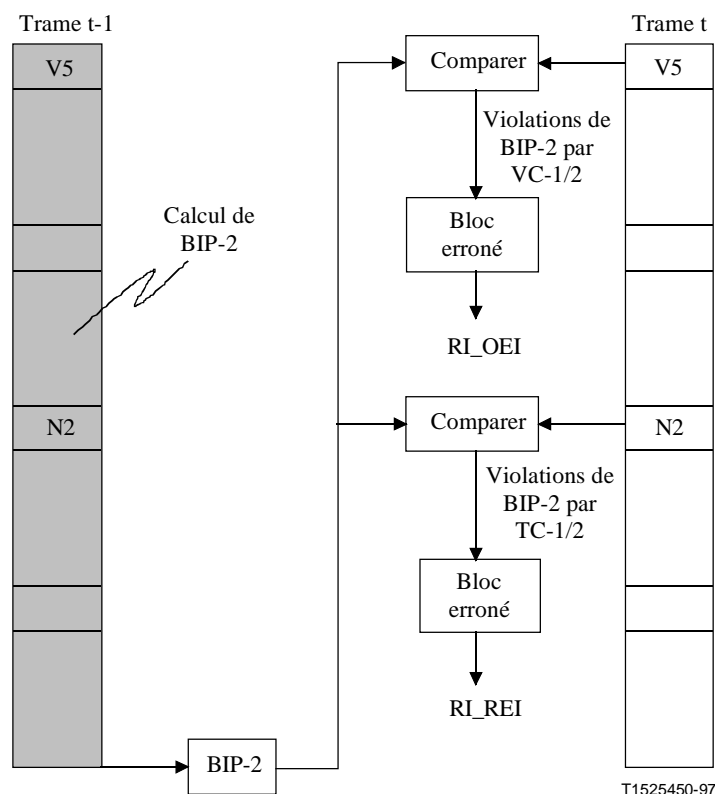 Trame t-1
Trame t
V5
Comparer
V5
Violations de
BIP-2 par
VC-1/2
Calcul de
BIP-2
Bloc
erroné
RI_OEI
N2
Comparer
N2
Violations de
BIP-2 par
TC-1/2
Bloc
erroné
RI_REI
BIP-2
T1525450-97